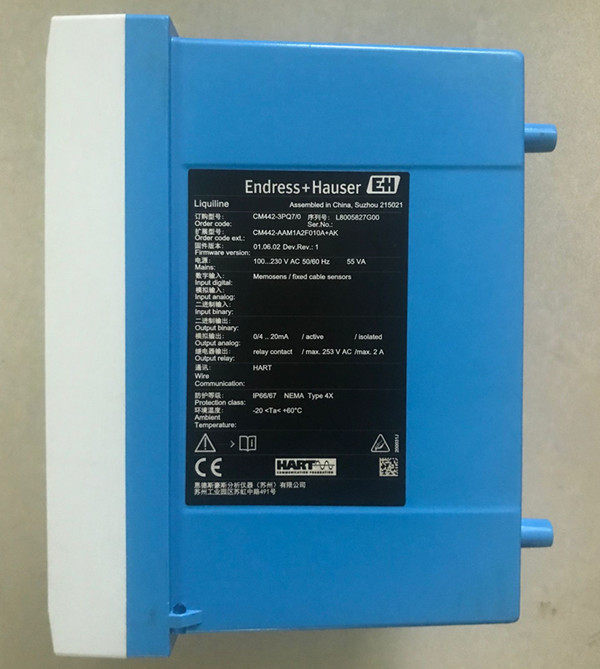 Endress+Hauser EH
Liquiline Assembled in China, Suzhou 215021
订购型号: CM442-3PQ7/0 序列号: L8005827G00
Order code: Ser.No.:
扩展型号: CM442-AAM1A2F010A+AK
Order code ext.:
固件版本: 01.06.02 Dev.Rev.: 1
Firmware version:
电源: 100...230 V AC 50/60 Hz 55 VA
Mains:
数字输入: Memosens / fixed cable sensors
Input digital:
模拟输入:
Input analog:
二进制输入:
Input binary:
二进制输出:
Output binary:
模拟输出: 0/4 .. 20mA / active / isolated
Output analog:
继电器输出: relay contact / max. 253 V AC /max. 2 A
Output relay:
通讯: HART
Wire
Communication:
防护等级: IP66/67 NEMA Type 4X
Protection class:
环境温度: -20 <Ta< +60°C
Ambient
Temperature:
CE HART
COMMUNICATION FOUNDATION
恩德斯豪斯分析仪器（苏州）有限公司
苏州工业园区苏虹中路491号